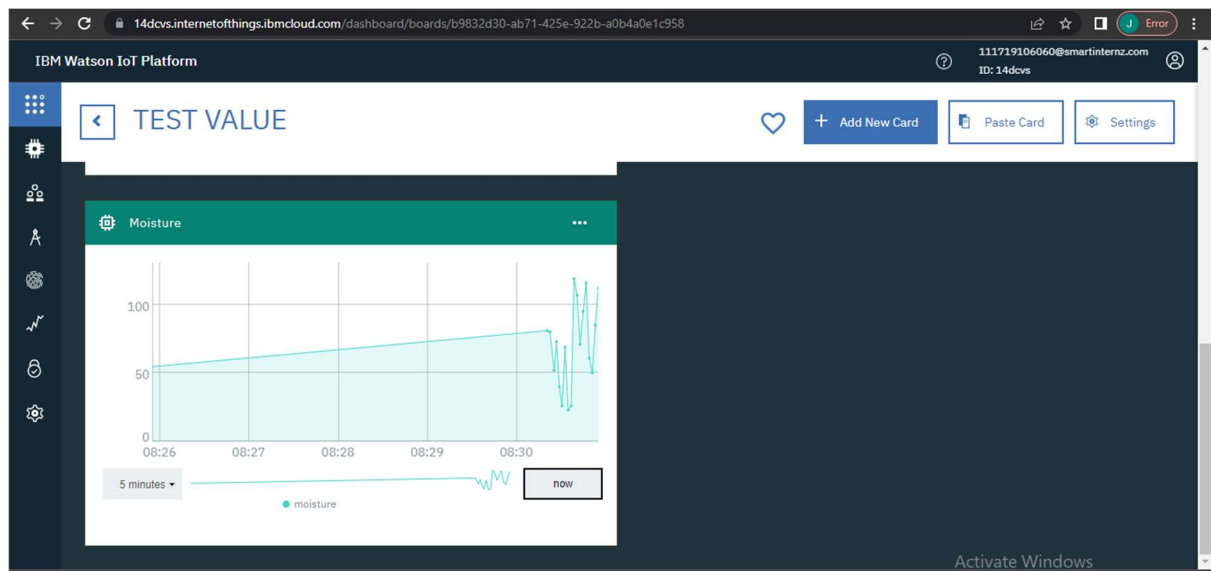 14dcvs.internetofthings.ibmcloud.com/dashboard/boards/b9832d30-ab71-425e-922b-a0b4a0e1c958
J Error
IBM Watson IoT Platform
111719106060@smartinternz.com
ID: 14dcvs
TEST VALUE
+ Add New Card
Paste Card
Settings
Moisture
100
50
0
08:26 08:27 08:28 08:29 08:30
5 minutes
now
moisture
Activate Windows